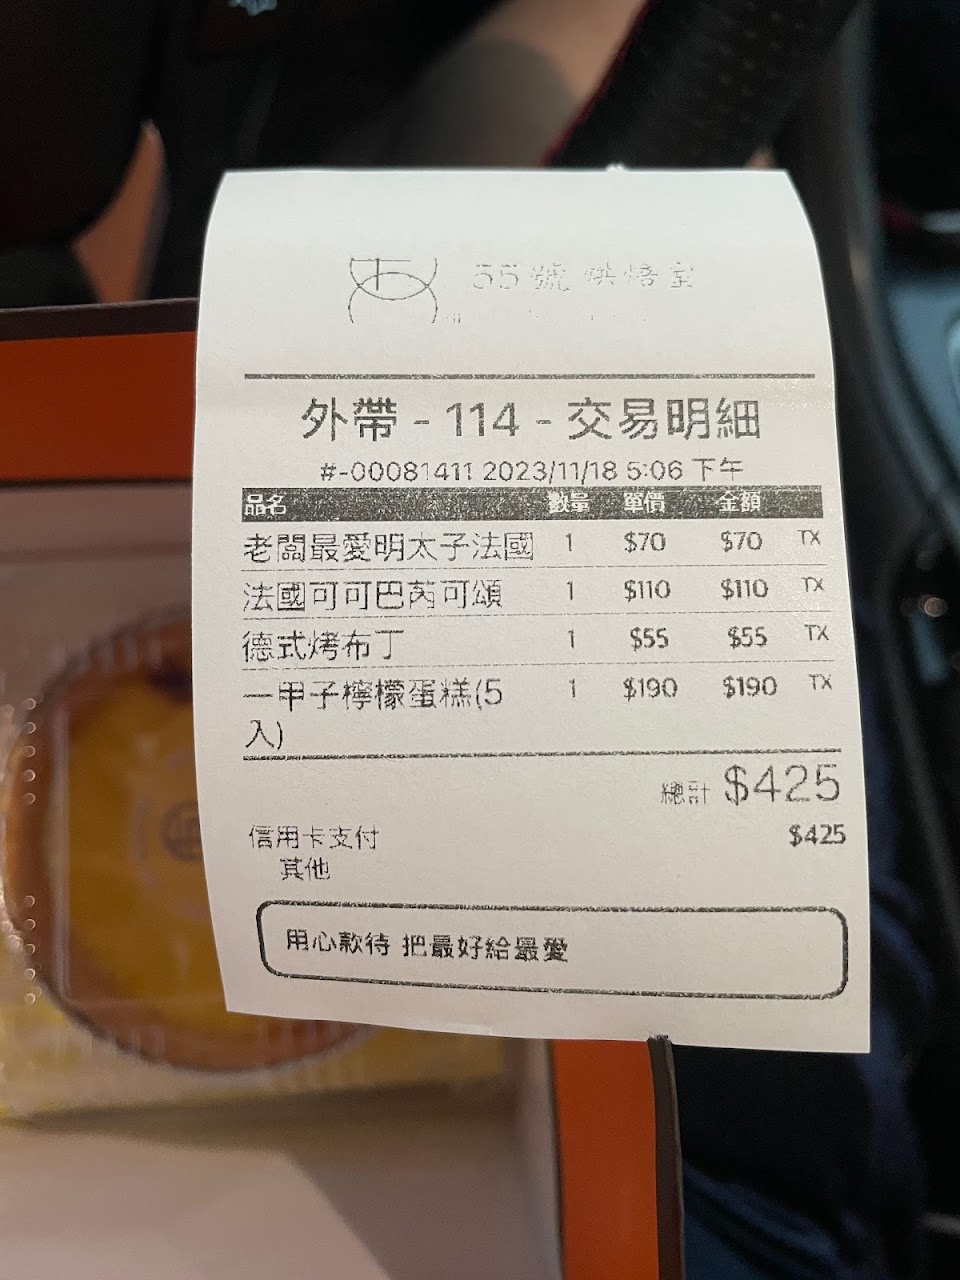 55號 烘焙室
外帶 - 114 - 交易明細
#-00081411 2023/11/18 5:06 下午
品名 數量 單價 金額
老闆最愛明太子法國 1 $70 $70 TX
法國可可巴芮可頌 1 $110 $110 TX
德式烤布丁 1 $55 $55 TX
一甲子檸檬蛋糕(5 1 $190 $190 TX
入)
總計 $425
信用卡支付 $425
其他
用心款待 把最好給最愛